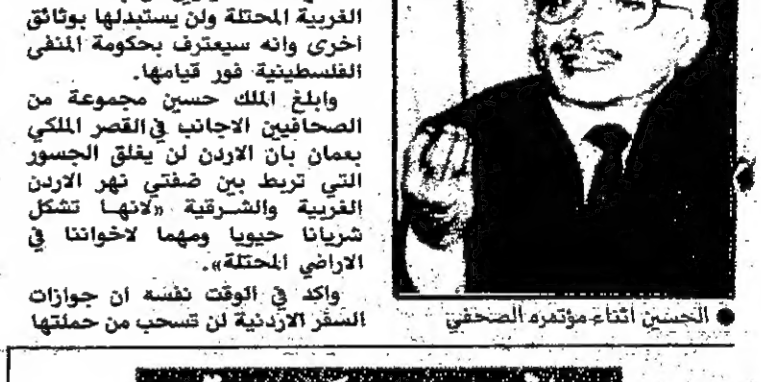 الغربية المحتلة ولن يستبدلها بوثائق
اخرى وانه سيعترف بحكومة المنفى
الفلسطينية فور قيامها.
وابلغ الملك حسين مجموعة من
الصحافيين الاجانب في القصر الملكي
بعمان بان الاردن لن يغلق الجسور
التي تربط بين ضفتي نهر الاردن
الغربية والشرقية «لانها تشكل
شريانا حيويا ومهما لاخواننا في
الاراضي المحتلة».
واكد في الوقت نفسه ان جوازات
السفر الاردنية لن تسحب من حملتها
● الحسين اثناء مؤتمره الصحفي